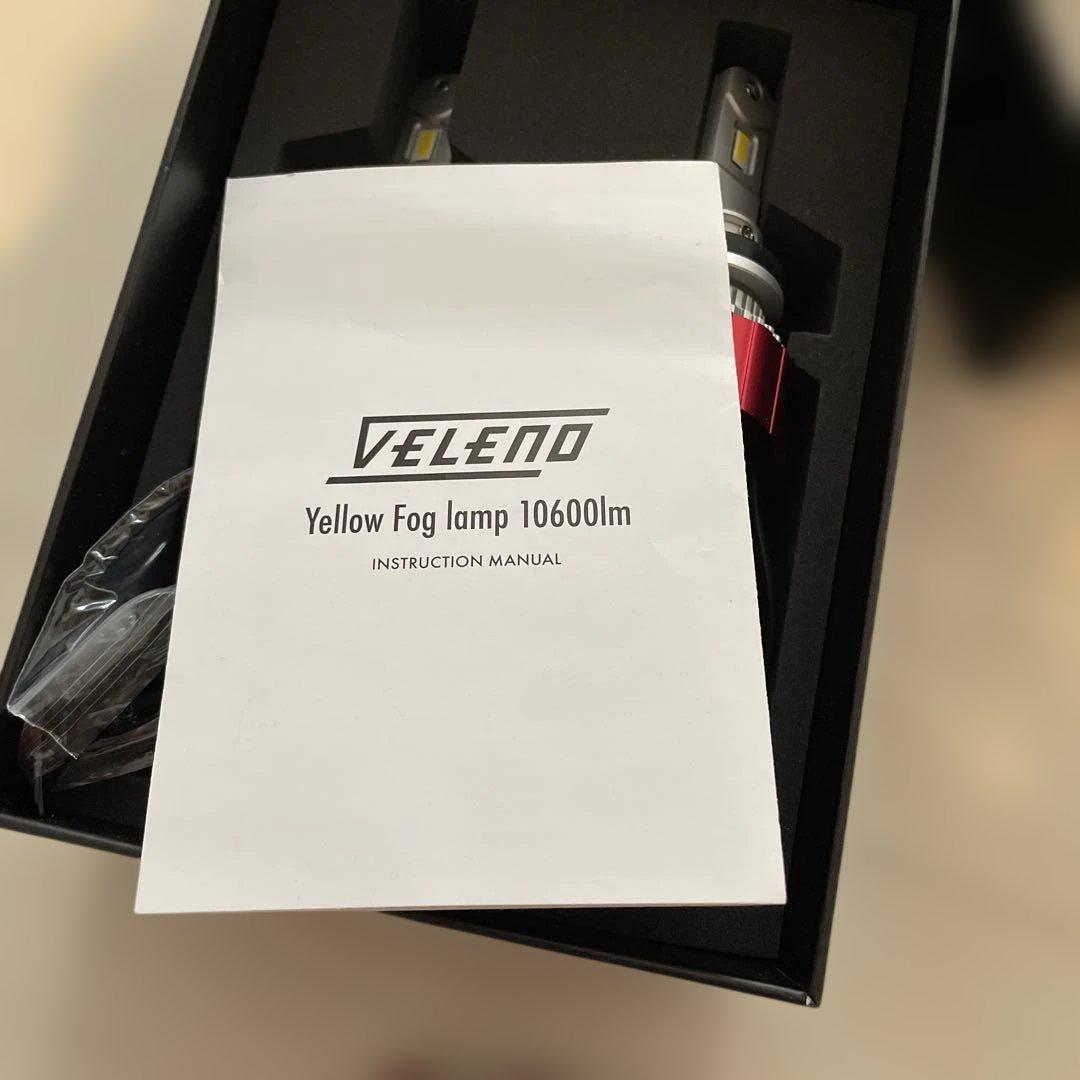 VELENO
Yellow Fog lamp 10600lm
INSTRUCTION MANUAL